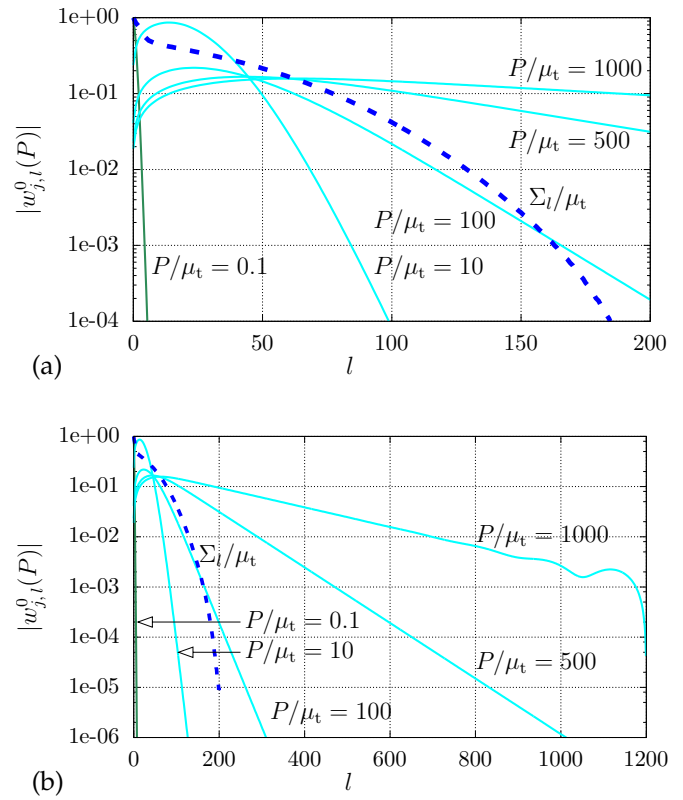 1e+00
1e-01
1e-02
1e-03
1e-04
|w⁰_{j,l}(P)|
P/μ_t = 1000
P/μ_t = 500
Σ_l/μ_t
P/μ_t = 100
P/μ_t = 0.1
P/μ_t = 10
0 50 100 150 200
(a)
l
1e+00
1e-01
1e-02
1e-03
1e-04
1e-05
1e-06
|w⁰_{j,l}(P)|
P/μ_t = 1000
Σ_l/μ_t
P/μ_t = 0.1
P/μ_t = 10
P/μ_t = 500
P/μ_t = 100
0 200 400 600 800 1000 1200
(b)
l